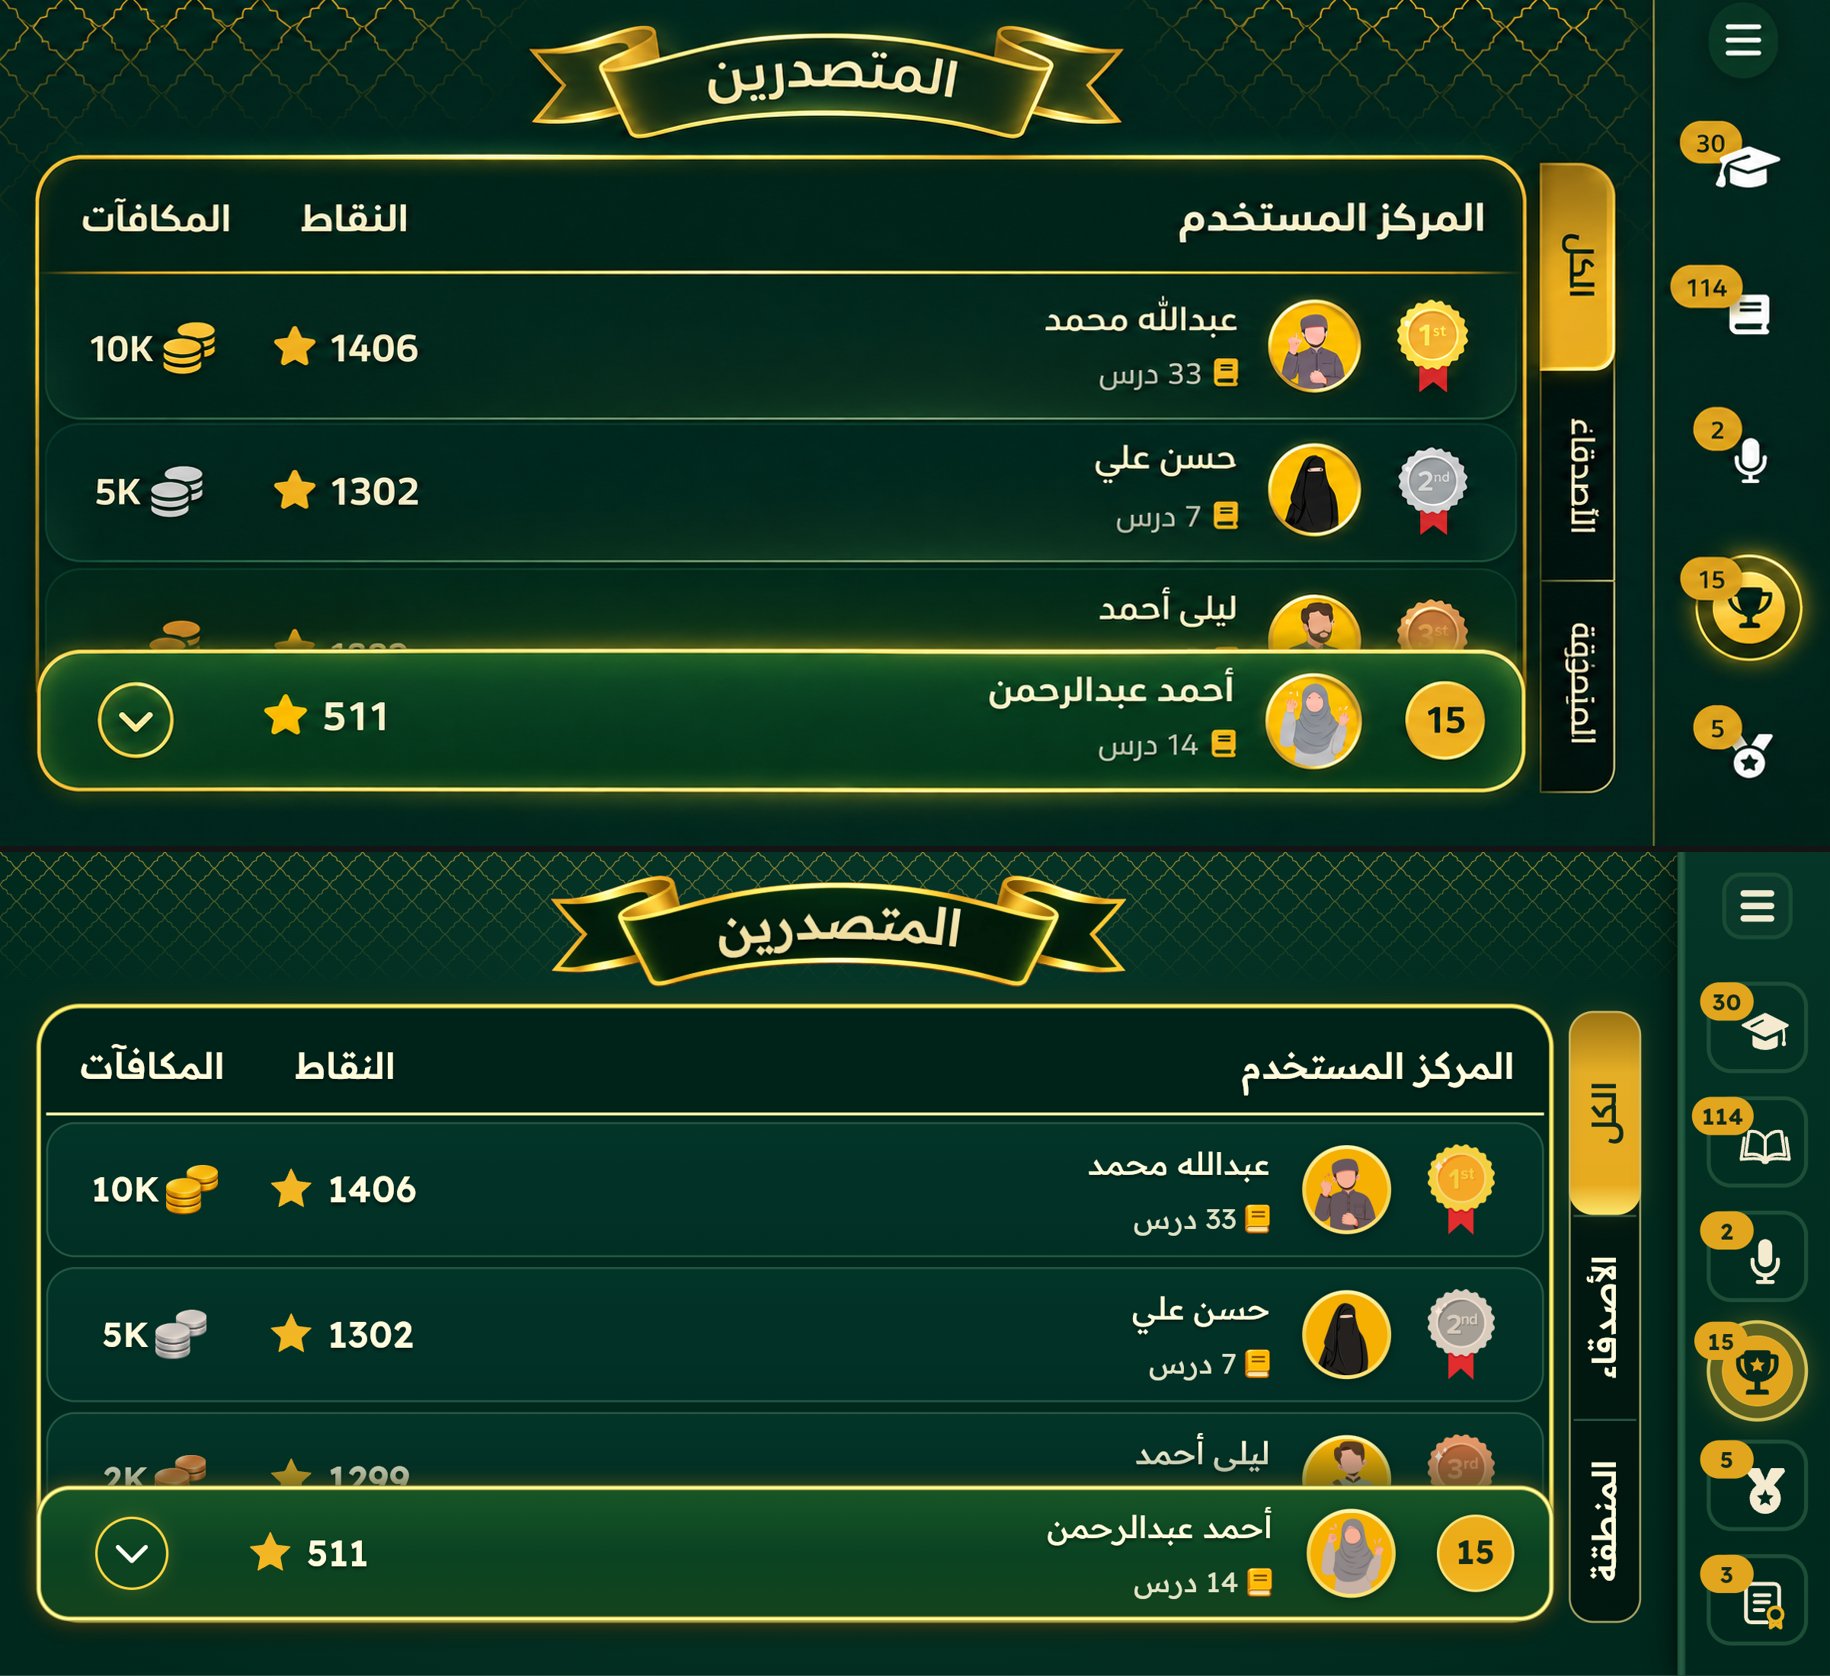 المتصدرين
30
114
2
15
5
الكل
الأصدقاء
المركز المستخدم النقاط المكافآت
1st عبدالله محمد 1406 10K
33 درس
2nd حسن علي 1302 5K
7 درس
3st ليلى أحمد
15 أحمد عبدالرحمن 511
14 درس
المتصدرين
30
114
2
15
5
3
الكل
الأصدقاء
المنطقة
المركز المستخدم النقاط المكافآت
1st عبدالله محمد 1406 10K
33 درس
2nd حسن علي 1302 5K
7 درس
3rd ليلى أحمد 1299 2K
15 أحمد عبدالرحمن 511
14 درس